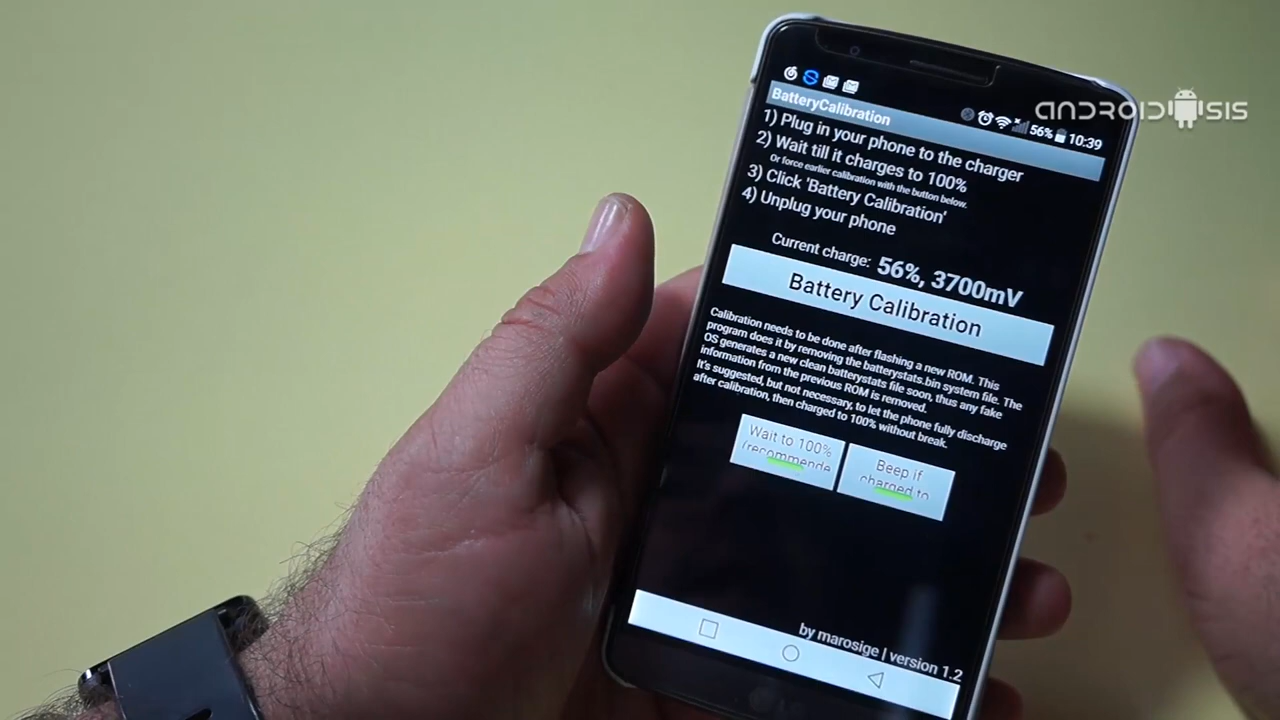 ANDROIDSIS
56% 10:39
BatteryCalibration
1) Plug in your phone to the charger
2) Wait till it charges to 100%
Or force earlier calibration with the button below.
3) Click 'Battery Calibration'
4) Unplug your phone
Current charge: 56%, 3700mV
Battery Calibration
Calibration needs to be done after flashing a new ROM. This
program does it by removing the batterystats.bin system file. The
OS generates a new clean batterystats file soon, thus any fake
information from the previous ROM is removed.
It's suggested, but not necessary, to let the phone fully discharge
after calibration, then charged to 100% without break.
Wait to 100%
(recommende
Beep if
charged to
by marosige | version 1.2